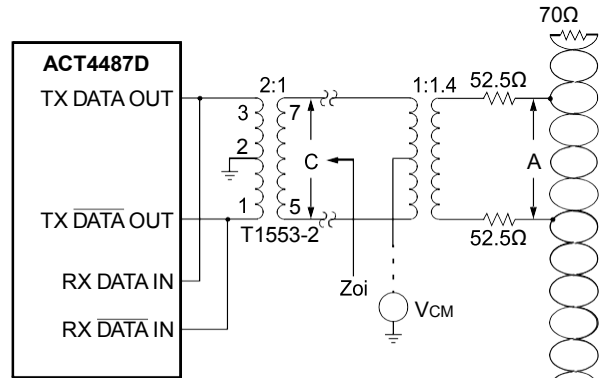 70Ω
ACT4487D
TX DATA OUT
2:1
1:1.4
52.5Ω
3
7
2
C
A
TX DATA OUT
1
5
T1553-2
52.5Ω
RX DATA IN
Zoi
VCM
RX DATA IN